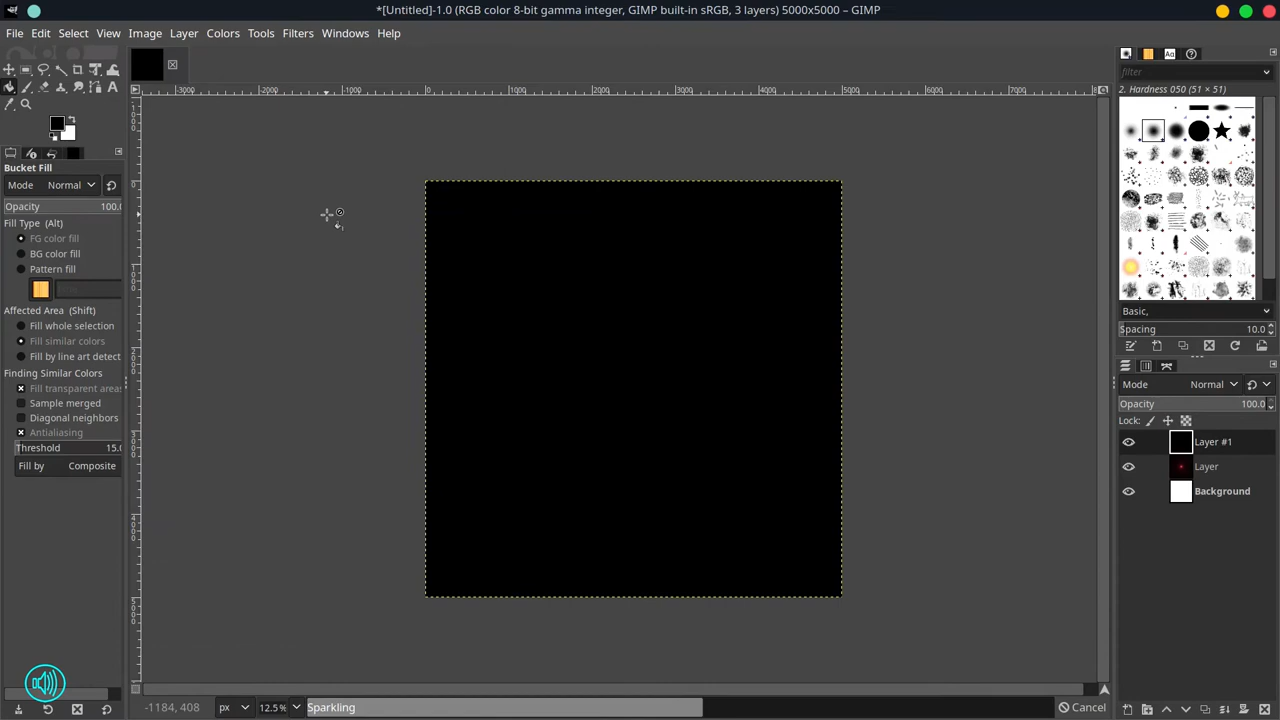 *[Untitled]-1.0 (RGB color 8-bit gamma integer, GIMP built-in sRGB, 3 layers) 5000x5000 – GIMP
File Edit Select View Image Layer Colors Tools Filters Windows Help
filter
2. Hardness 050 (51 × 51)
Bucket Fill
Mode Normal
Opacity 100.0
Fill Type (Alt)
FG color fill
BG color fill
Pattern fill
Affected Area (Shift)
Fill whole selection
Fill similar colors
Fill by line art detect
Finding Similar Colors
Fill transparent areas
Sample merged
Diagonal neighbors
Antialiasing
Threshold 15.0
Fill by Composite
Basic,
Spacing 10.0
Mode Normal
Opacity 100.0
Lock:
Layer #1
Layer
Background
-1184, 408 px 12.5% Sparkling Cancel